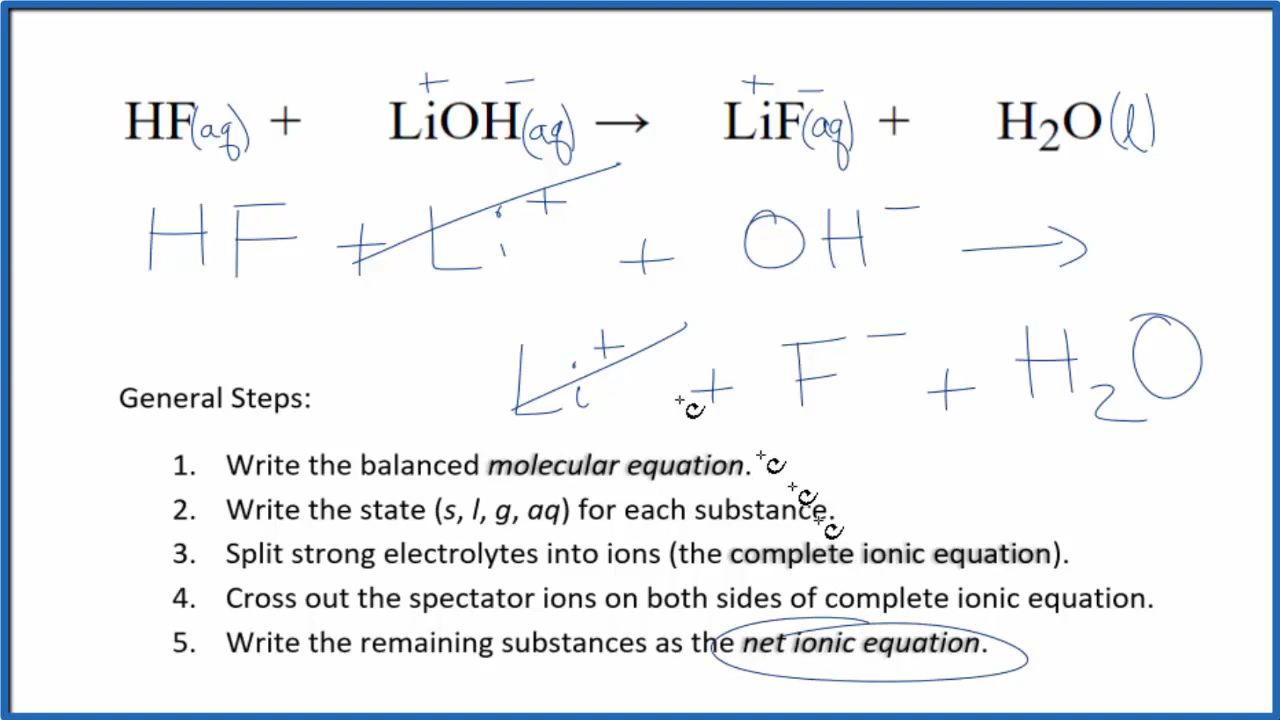 + − + −
HF(aq) + LiOH(aq) → LiF(aq) + H₂O(l)
HF + Li⁺ + OH⁻ →
Li⁺ + F⁻ + H₂O
General Steps:
1. Write the balanced molecular equation.
2. Write the state (s, l, g, aq) for each substance.
3. Split strong electrolytes into ions (the complete ionic equation).
4. Cross out the spectator ions on both sides of complete ionic equation.
5. Write the remaining substances as the net ionic equation.